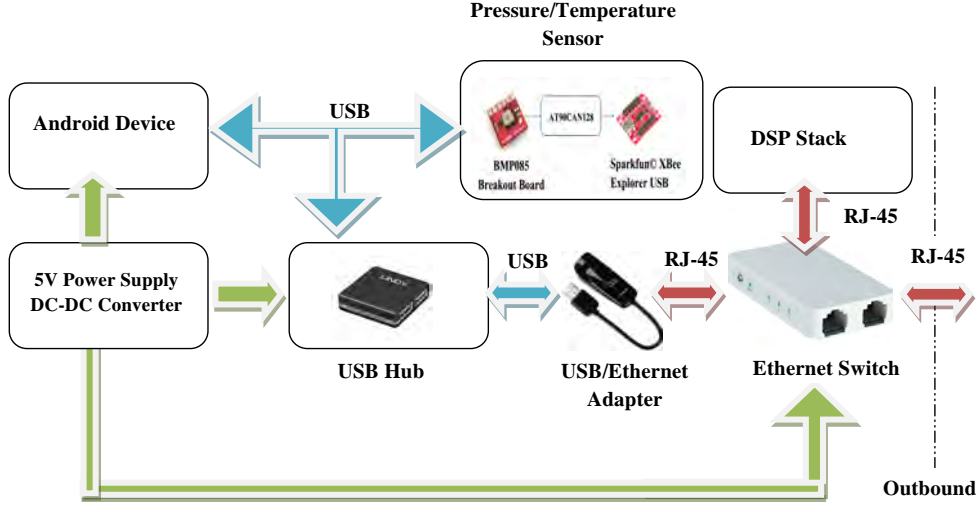 Pressure/Temperature
Sensor
Android Device
USB
BMP085
Breakout Board
AT90CAN128
Sparkfun© XBee
Explorer USB
DSP Stack
RJ-45
RJ-45
5V Power Supply
DC-DC Converter
LINDY
USB Hub
USB
USB/Ethernet
Adapter
RJ-45
Ethernet Switch
Outbound